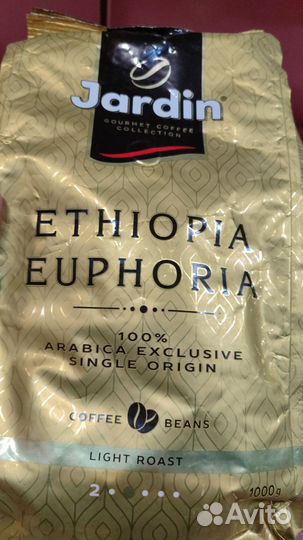 Jardin
GOURMET COFFEE
COLLECTION
ETHIOPIA
EUPHORIA
100%
ARABICA EXCLUSIVE
SINGLE ORIGIN
COFFEE BEANS
LIGHT ROAST
2
1000g
Avito